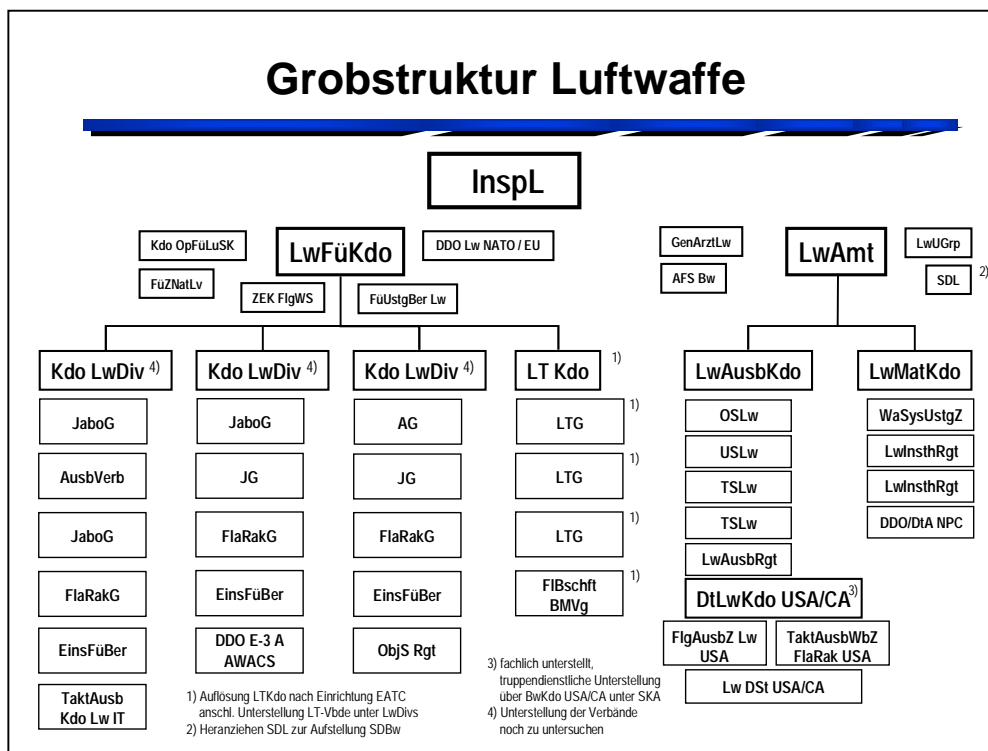 Grobstruktur Luftwaffe
InspL
LwFüKdo
Kdo OpFüLuSK
DDO Lw NATO / EU
FüZNatLv
ZEK FlgWS
FüUstgBer Lw
LwAmt
GenArztLw
LwUGrp
AFS Bw
SDL 2)
Kdo LwDiv 4)
JaboG
AusbVerb
JaboG
FlaRakG
EinsFüBer
TaktAusb
Kdo Lw IT
Kdo LwDiv 4)
JaboG
JG
FlaRakG
EinsFüBer
DDO E-3 A
AWACS
Kdo LwDiv 4)
AG
JG
FlaRakG
EinsFüBer
ObjS Rgt
LT Kdo 1)
LTG 1)
LTG 1)
LTG 1)
FlBschft 1)
BMVg
LwAusbKdo
OSLw
USLw
TSLw
TSLw
LwAusbRgt
DtLwKdo USA/CA 3)
FlgAusbZ Lw
USA
TaktAusbWbZ
FlaRak USA
Lw DSt USA/CA
LwMatKdo
WaSysUstgZ
LwInsthRgt
LwInsthRgt
DDO/DtA NPC
1) Auflösung LTKdo nach Einrichtung EATC
anschl. Unterstellung LT-Vbde unter LwDivs
2) Heranziehen SDL zur Aufstellung SDBw
3) fachlich unterstellt,
truppendienstliche Unterstellung
über BwKdo USA/CA unter SKA
4) Unterstellung der Verbände
noch zu untersuchen